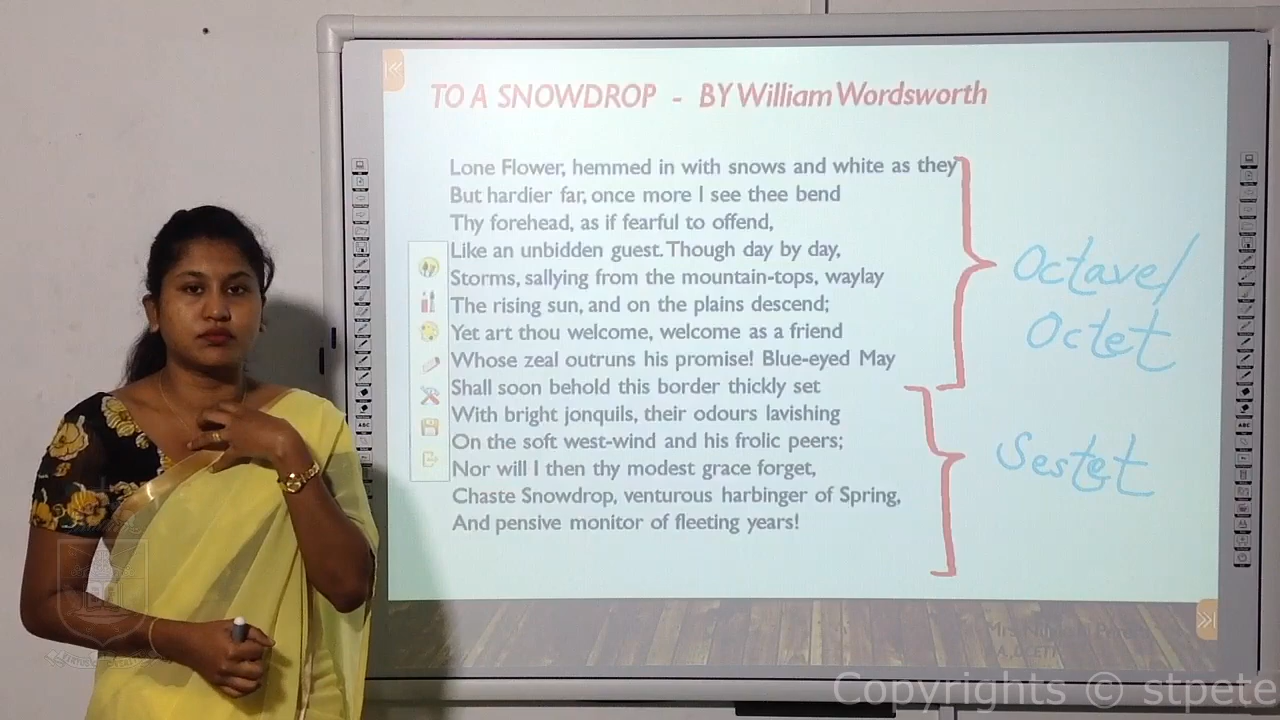 TO A SNOWDROP - BY William Wordsworth
Lone Flower, hemmed in with snows and white as they
But hardier far, once more I see thee bend
Thy forehead, as if fearful to offend,
Like an unbidden guest. Though day by day,
Storms, sallying from the mountain-tops, waylay
The rising sun, and on the plains descend;
Yet art thou welcome, welcome as a friend
Whose zeal outruns his promise! Blue-eyed May
Shall soon behold this border thickly set
With bright jonquils, their odours lavishing
On the soft west-wind and his frolic peers;
Nor will I then thy modest grace forget,
Chaste Snowdrop, venturous harbinger of Spring,
And pensive monitor of fleeting years!
Octave/
Octet
Sestet
ABC
ABC
Mrs
Copyrights © stpete